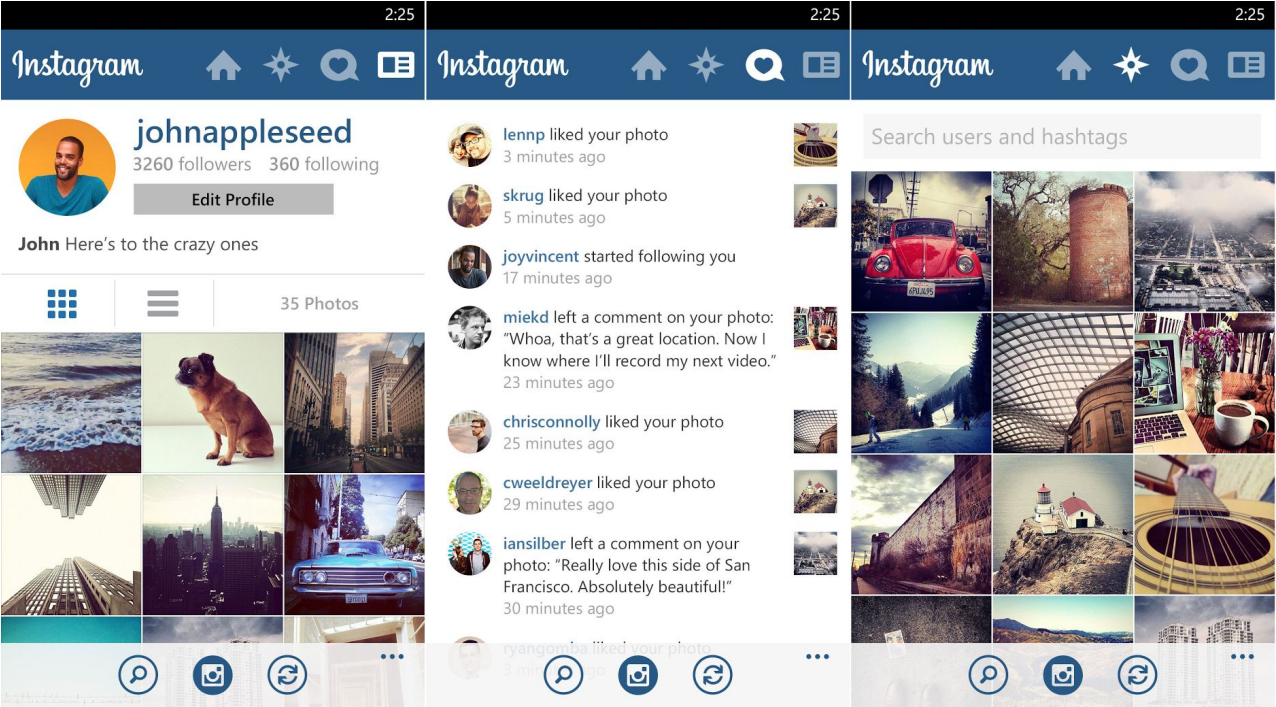 2:25
Instagram
johnappleseed
3260 followers 360 following
Edit Profile
John Here's to the crazy ones
35 Photos
2:25
Instagram
lennp liked your photo
3 minutes ago
skrug liked your photo
5 minutes ago
joyvincent started following you
17 minutes ago
miekd left a comment on your photo:
“Whoa, that's a great location. Now I
know where I'll record my next video.”
23 minutes ago
chrisconnolly liked your photo
25 minutes ago
cweeldreyer liked your photo
29 minutes ago
iansilber left a comment on your
photo: “Really love this side of San
Francisco. Absolutely beautiful!”
30 minutes ago
ryangomba liked your photo
2:25
Instagram
Search users and hashtags